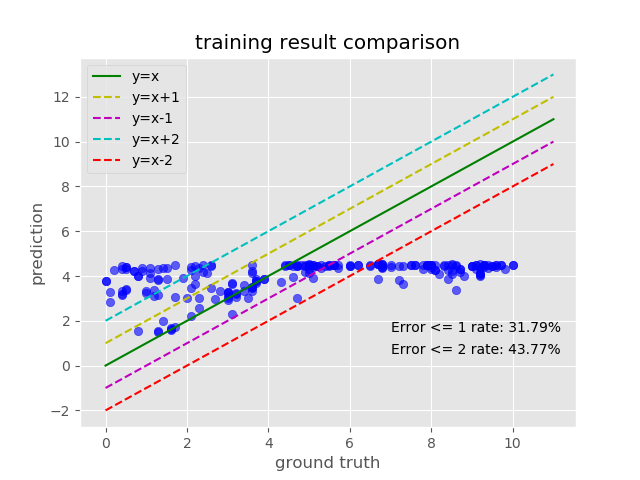 training result comparison
y=x
y=x+1
y=x-1
y=x+2
y=x-2
12
10
8
6
4
2
0
−2
prediction
Error <= 1 rate: 31.79%
Error <= 2 rate: 43.77%
0 2 4 6 8 10
ground truth